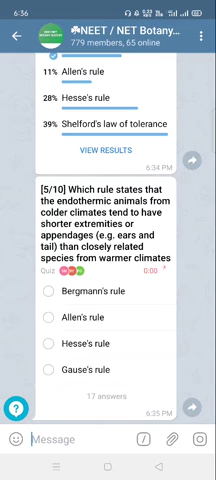 6:36
NEET / NET Botany...
779 members, 65 online
11% Allen's rule
28% Hesse's rule
39% Shelford's law of tolerance
VIEW RESULTS
6:34 PM
[5/10] Which rule states that
the endothermic animals from
colder climates tend to have
shorter extremities or
appendages (e.g. ears and
tail) than closely related
species from warmer climates
Quiz
0:00
Bergmann's rule
Allen's rule
Hesse's rule
Gause's rule
17 answers
6:35 PM
Message